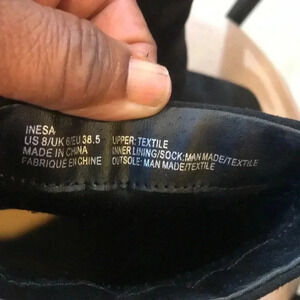 INESA
US 8/UK 6/EU 38.5
MADE IN CHINA
FABRIQUÉ EN CHINE
UPPER: TEXTILE
INNER LINING/SOCK: MAN MADE/TEXTILE
OUTSOLE: MAN MADE/TEXTILE